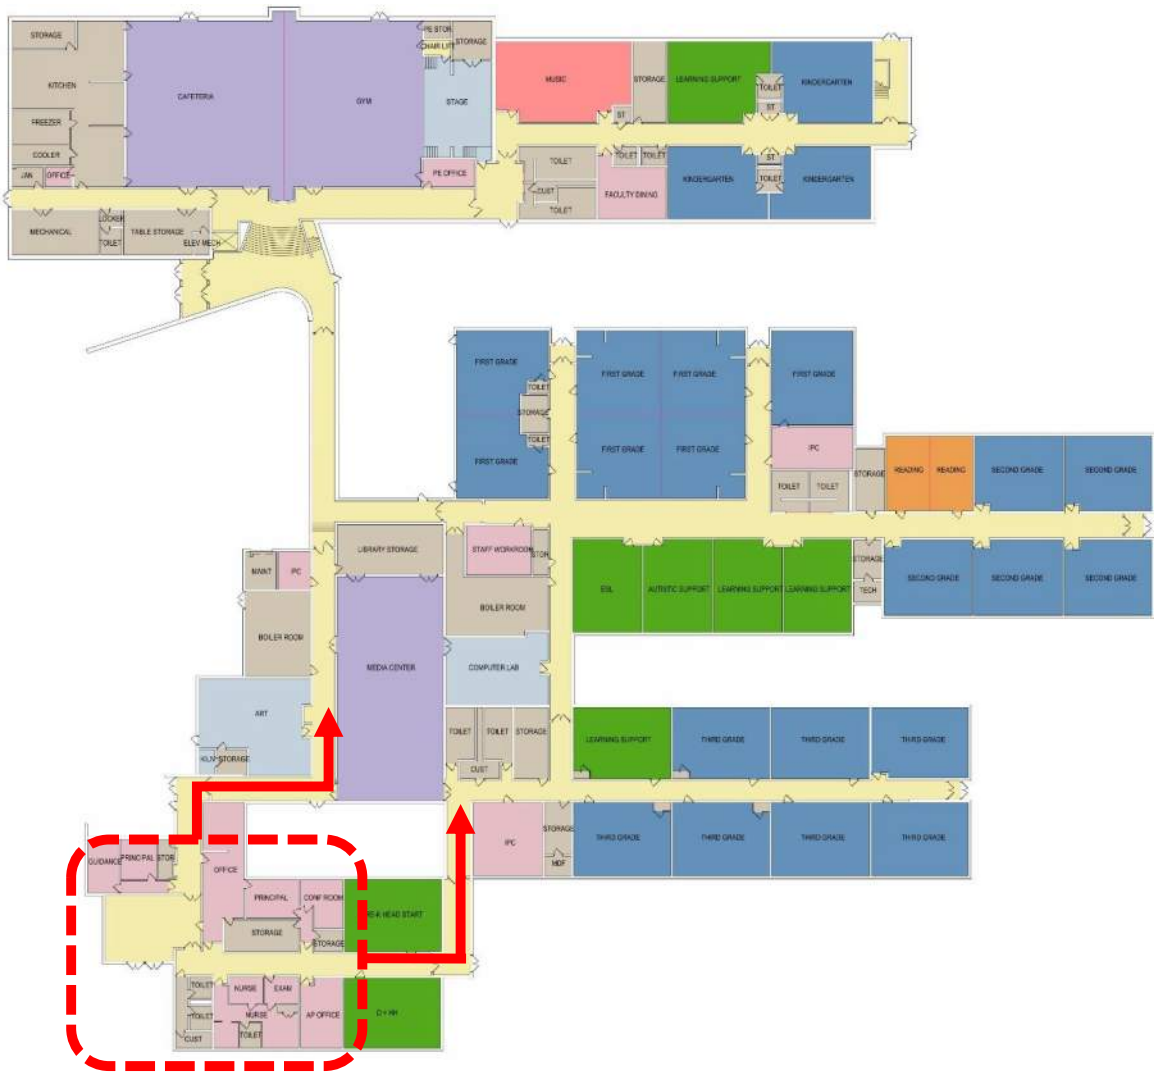 STORAGE
KITCHEN
FREEZER
COOLER
JAN
OFFICE
CAFETERIA
GYM
PE STOR
CHAIR LIFT
STORAGE
STAGE
PE OFFICE
MECHANICAL
LOCKER
TOILET
TABLE STORAGE
ELEV MECH
MUSIC
ST
STORAGE
LEARNING SUPPORT
TOILET
ST
KINDERGARTEN
TOILET
CUST
TOILET
TOILET
TOILET
FACULTY DINING
KINDERGARTEN
ST
TOILET
KINDERGARTEN
FIRST GRADE
TOILET
STORAGE
TOILET
FIRST GRADE
FIRST GRADE
FIRST GRADE
FIRST GRADE
FIRST GRADE
FIRST GRADE
IPC
TOILET
TOILET
STORAGE
READING
READING
SECOND GRADE
SECOND GRADE
LIBRARY STORAGE
STAFF WORKROOM
STOR
MAINT
IPC
BOILER ROOM
BOILER ROOM
ESL
AUTISTIC SUPPORT
LEARNING SUPPORT
LEARNING SUPPORT
STORAGE
TECH
SECOND GRADE
SECOND GRADE
SECOND GRADE
MEDIA CENTER
COMPUTER LAB
ART
KILN
STORAGE
TOILET
TOILET
STORAGE
CUST
LEARNING SUPPORT
THIRD GRADE
THIRD GRADE
THIRD GRADE
IPC
STORAGE
MDF
THIRD GRADE
THIRD GRADE
THIRD GRADE
THIRD GRADE
GUIDANCE
PRINCIPAL
STOR
OFFICE
PRINCIPAL
CONF ROOM
STORAGE
STORAGE
HEAD START
TOILET
TOILET
CUST
NURSE
EXAM
NURSE
TOILET
AP OFFICE